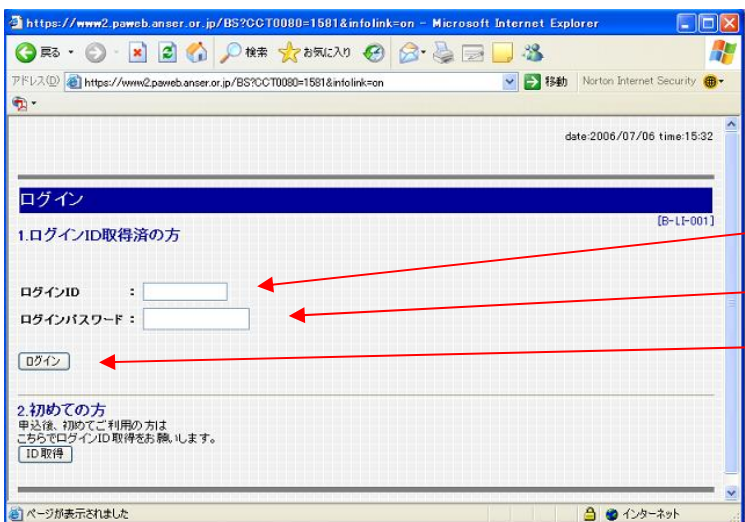 https://www2.paweb.anser.or.jp/BS?CCT0080=1581&infolink=on - Microsoft Internet Explorer
戻る 検索 お気に入り
アドレス(D) https://www2.paweb.anser.or.jp/BS?CCT0080=1581&infolink=on 移動 Norton Internet Security
date:2006/07/06 time:15:32
ログイン
[B-LI-001]
1.ログインID取得済の方
ログインID :
ログインパスワード :
ログイン
2.初めての方
申込後、初めてご利用の方は
こちらでログインID取得をお願いします。
ID取得
ページが表示されました インターネット